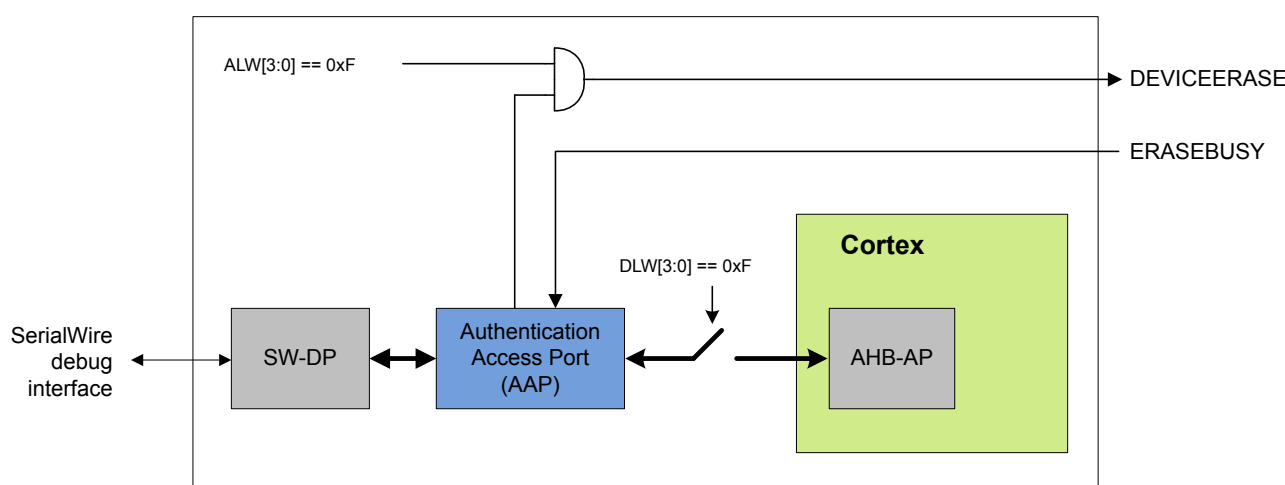 ALW[3:0] == 0xF
DEVICEERASE
ERASEBUSY
Cortex
DLW[3:0] == 0xF
SerialWire
debug
interface
SW-DP
Authentication
Access Port
(AAP)
AHB-AP